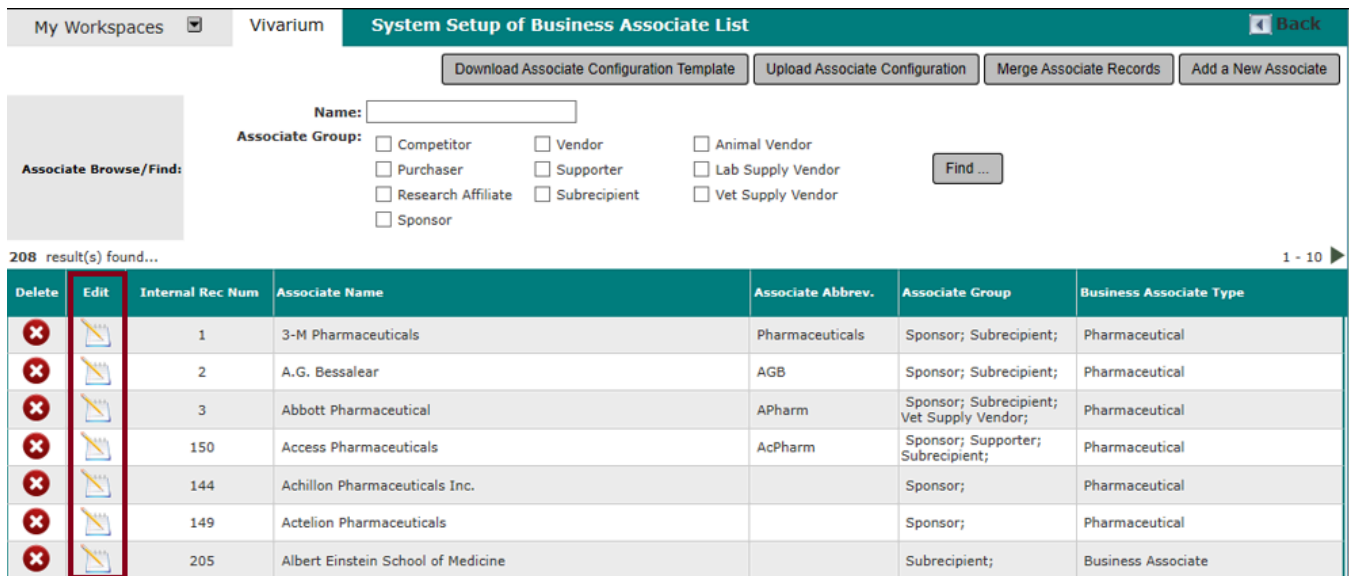 My Workspaces Vivarium System Setup of Business Associate List Back
Download Associate Configuration Template Upload Associate Configuration Merge Associate Records Add a New Associate
Name:
Associate Group:
Competitor Vendor Animal Vendor
Associate Browse/Find: Purchaser Supporter Lab Supply Vendor Find ...
Research Affiliate Subrecipient Vet Supply Vendor
Sponsor
208 result(s) found... 1 - 10
Delete Edit Internal Rec Num Associate Name Associate Abbrev. Associate Group Business Associate Type
1 3-M Pharmaceuticals Pharmaceuticals Sponsor; Subrecipient; Pharmaceutical
2 A.G. Bessalear AGB Sponsor; Subrecipient; Pharmaceutical
3 Abbott Pharmaceutical APharm Sponsor; Subrecipient; Pharmaceutical
Vet Supply Vendor;
150 Access Pharmaceuticals AcPharm Sponsor; Supporter; Pharmaceutical
Subrecipient;
144 Achillon Pharmaceuticals Inc. Sponsor; Pharmaceutical
149 Actelion Pharmaceuticals Sponsor; Pharmaceutical
205 Albert Einstein School of Medicine Subrecipient; Business Associate